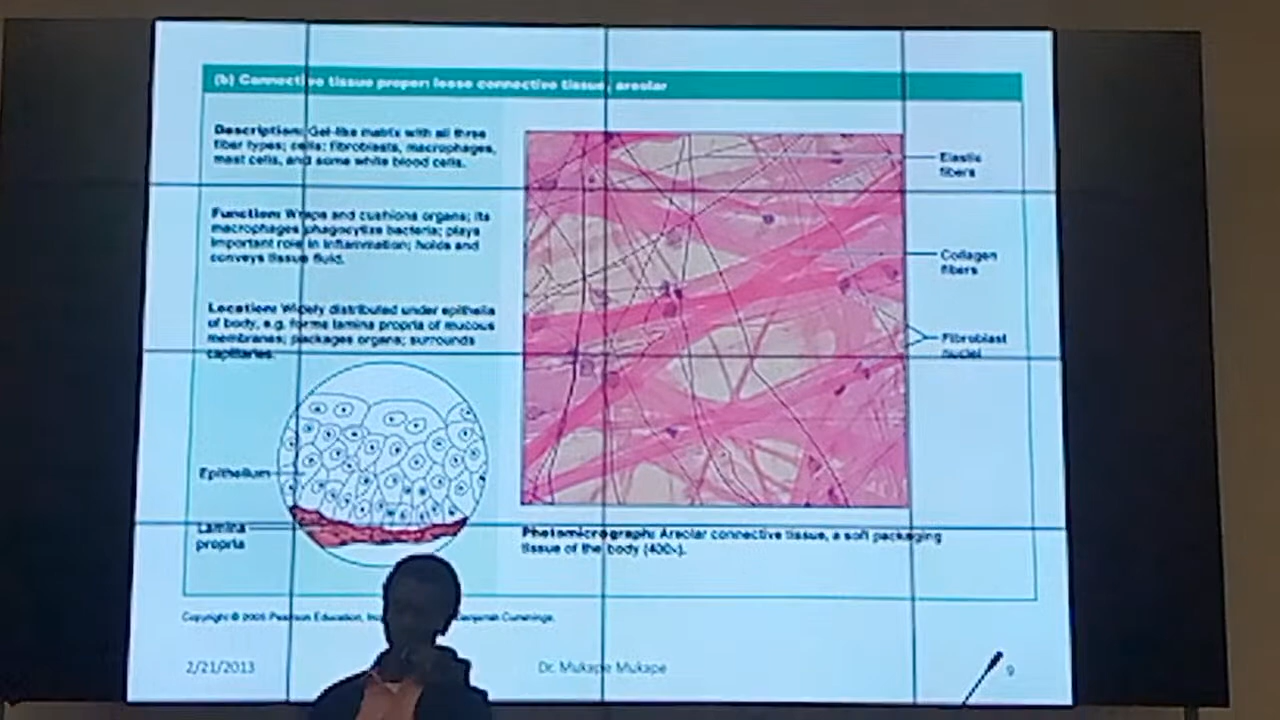 (b) Connective tissue proper: loose connective tissue, areolar
Description: Gel-like matrix with all three
fiber types; cells: fibroblasts, macrophages,
mast cells, and some white blood cells.
Function: Wraps and cushions organs; its
macrophages phagocytize bacteria; plays
important role in inflammation; holds and
conveys tissue fluid.
Location: Widely distributed under epithelia
of body, e.g. forms lamina propria of mucous
membranes; packages organs; surrounds
capillaries.
Epithelium
Lamina
propria
Elastic
fibers
Collagen
fibers
Fibroblast
nuclei
Photomicrograph: Areolar connective tissue, a soft packaging
tissue of the body (400x).
Copyright © 2005 Pearson Education, Benjamin Cummings.
2/21/2013
Dr. Mukape Mukape
9